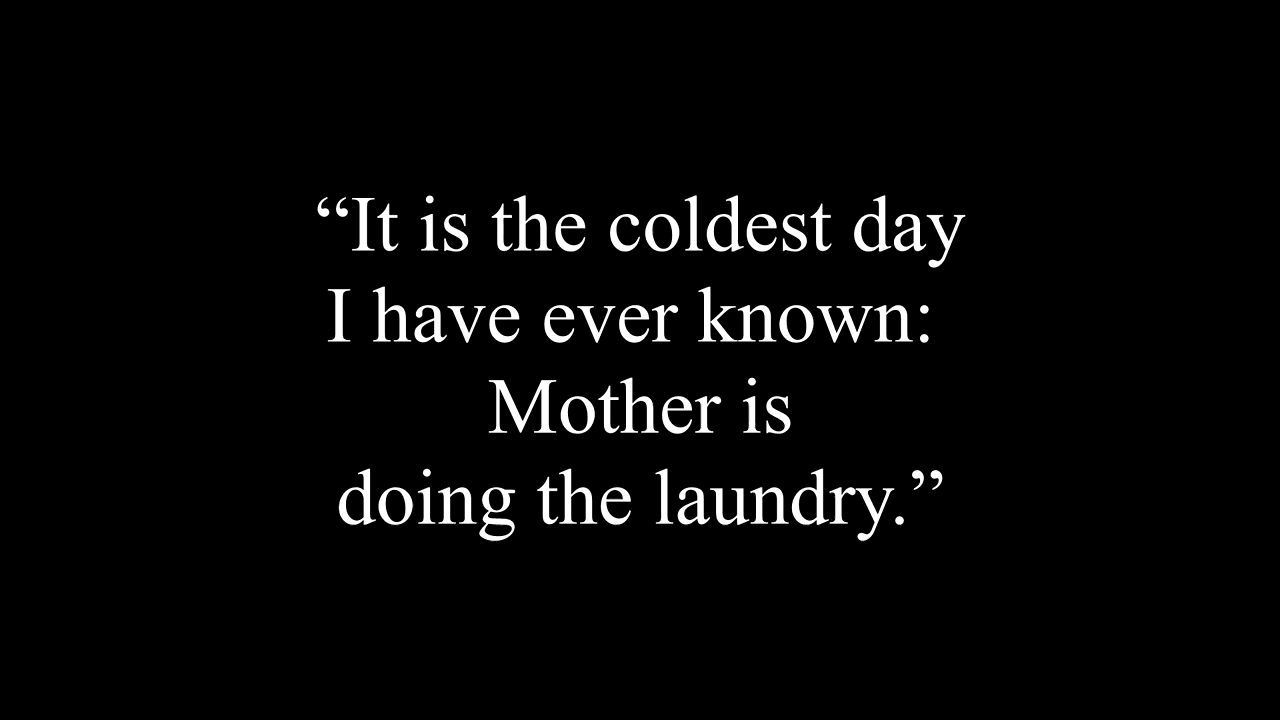 “It is the coldest day
I have ever known:
Mother is
doing the laundry.”